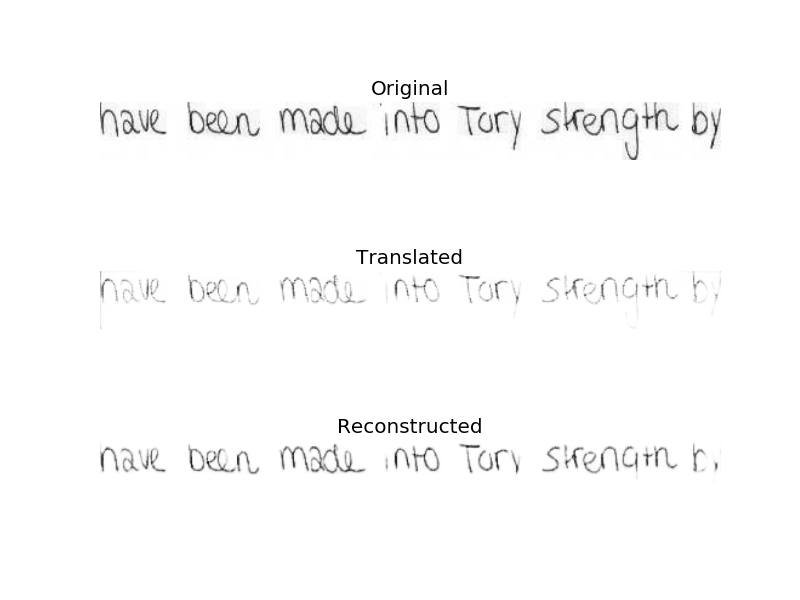 Original
have been made into Tory strength by
Translated
have been made into Tory strength by
Reconstructed
have been made into Tory strength by